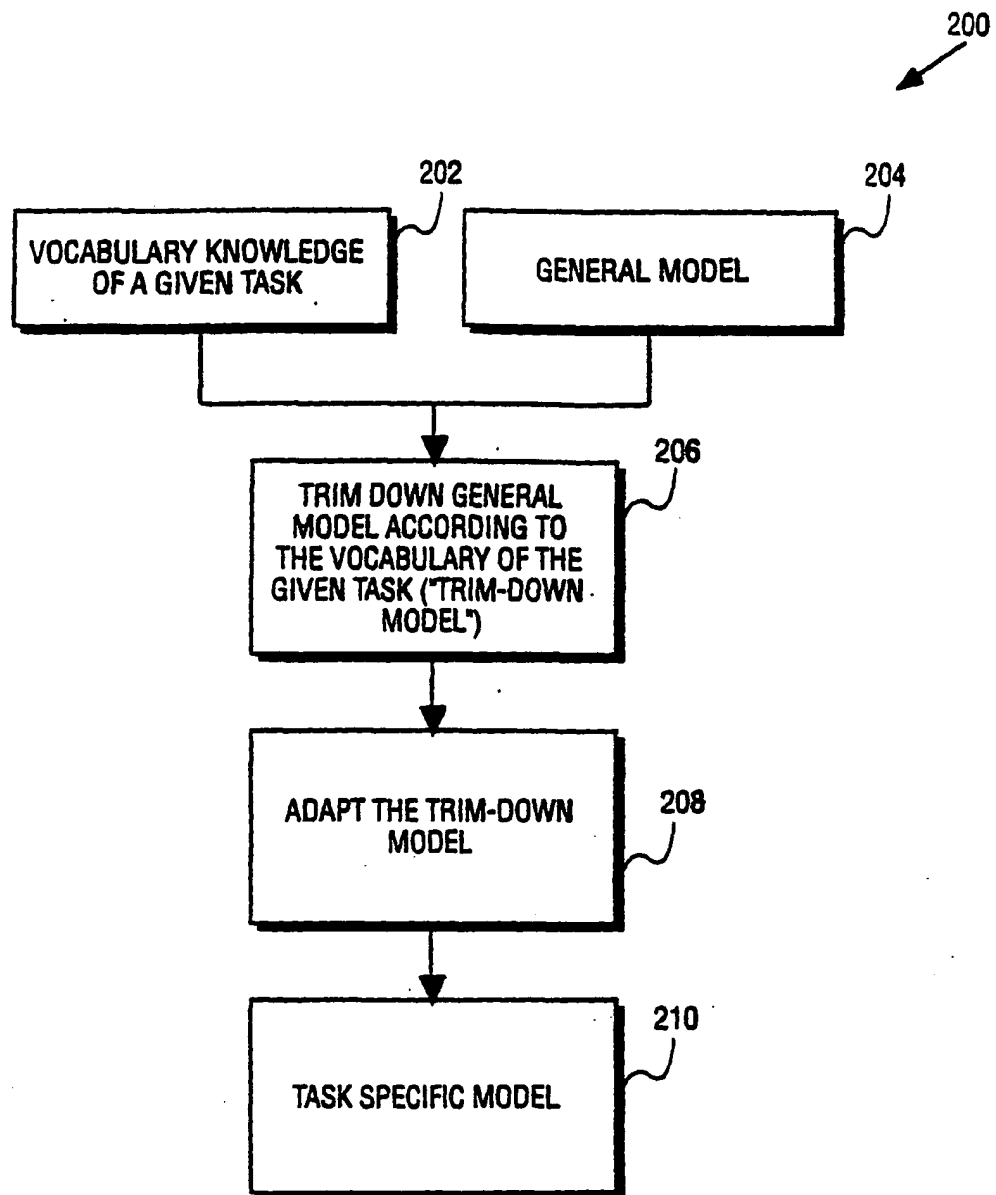 200
202
204
VOCABULARY KNOWLEDGE
OF A GIVEN TASK
GENERAL MODEL
206
TRIM DOWN GENERAL
MODEL ACCORDING TO
THE VOCABULARY OF THE
GIVEN TASK ("TRIM-DOWN
MODEL")
208
ADAPT THE TRIM-DOWN
MODEL
210
TASK SPECIFIC MODEL